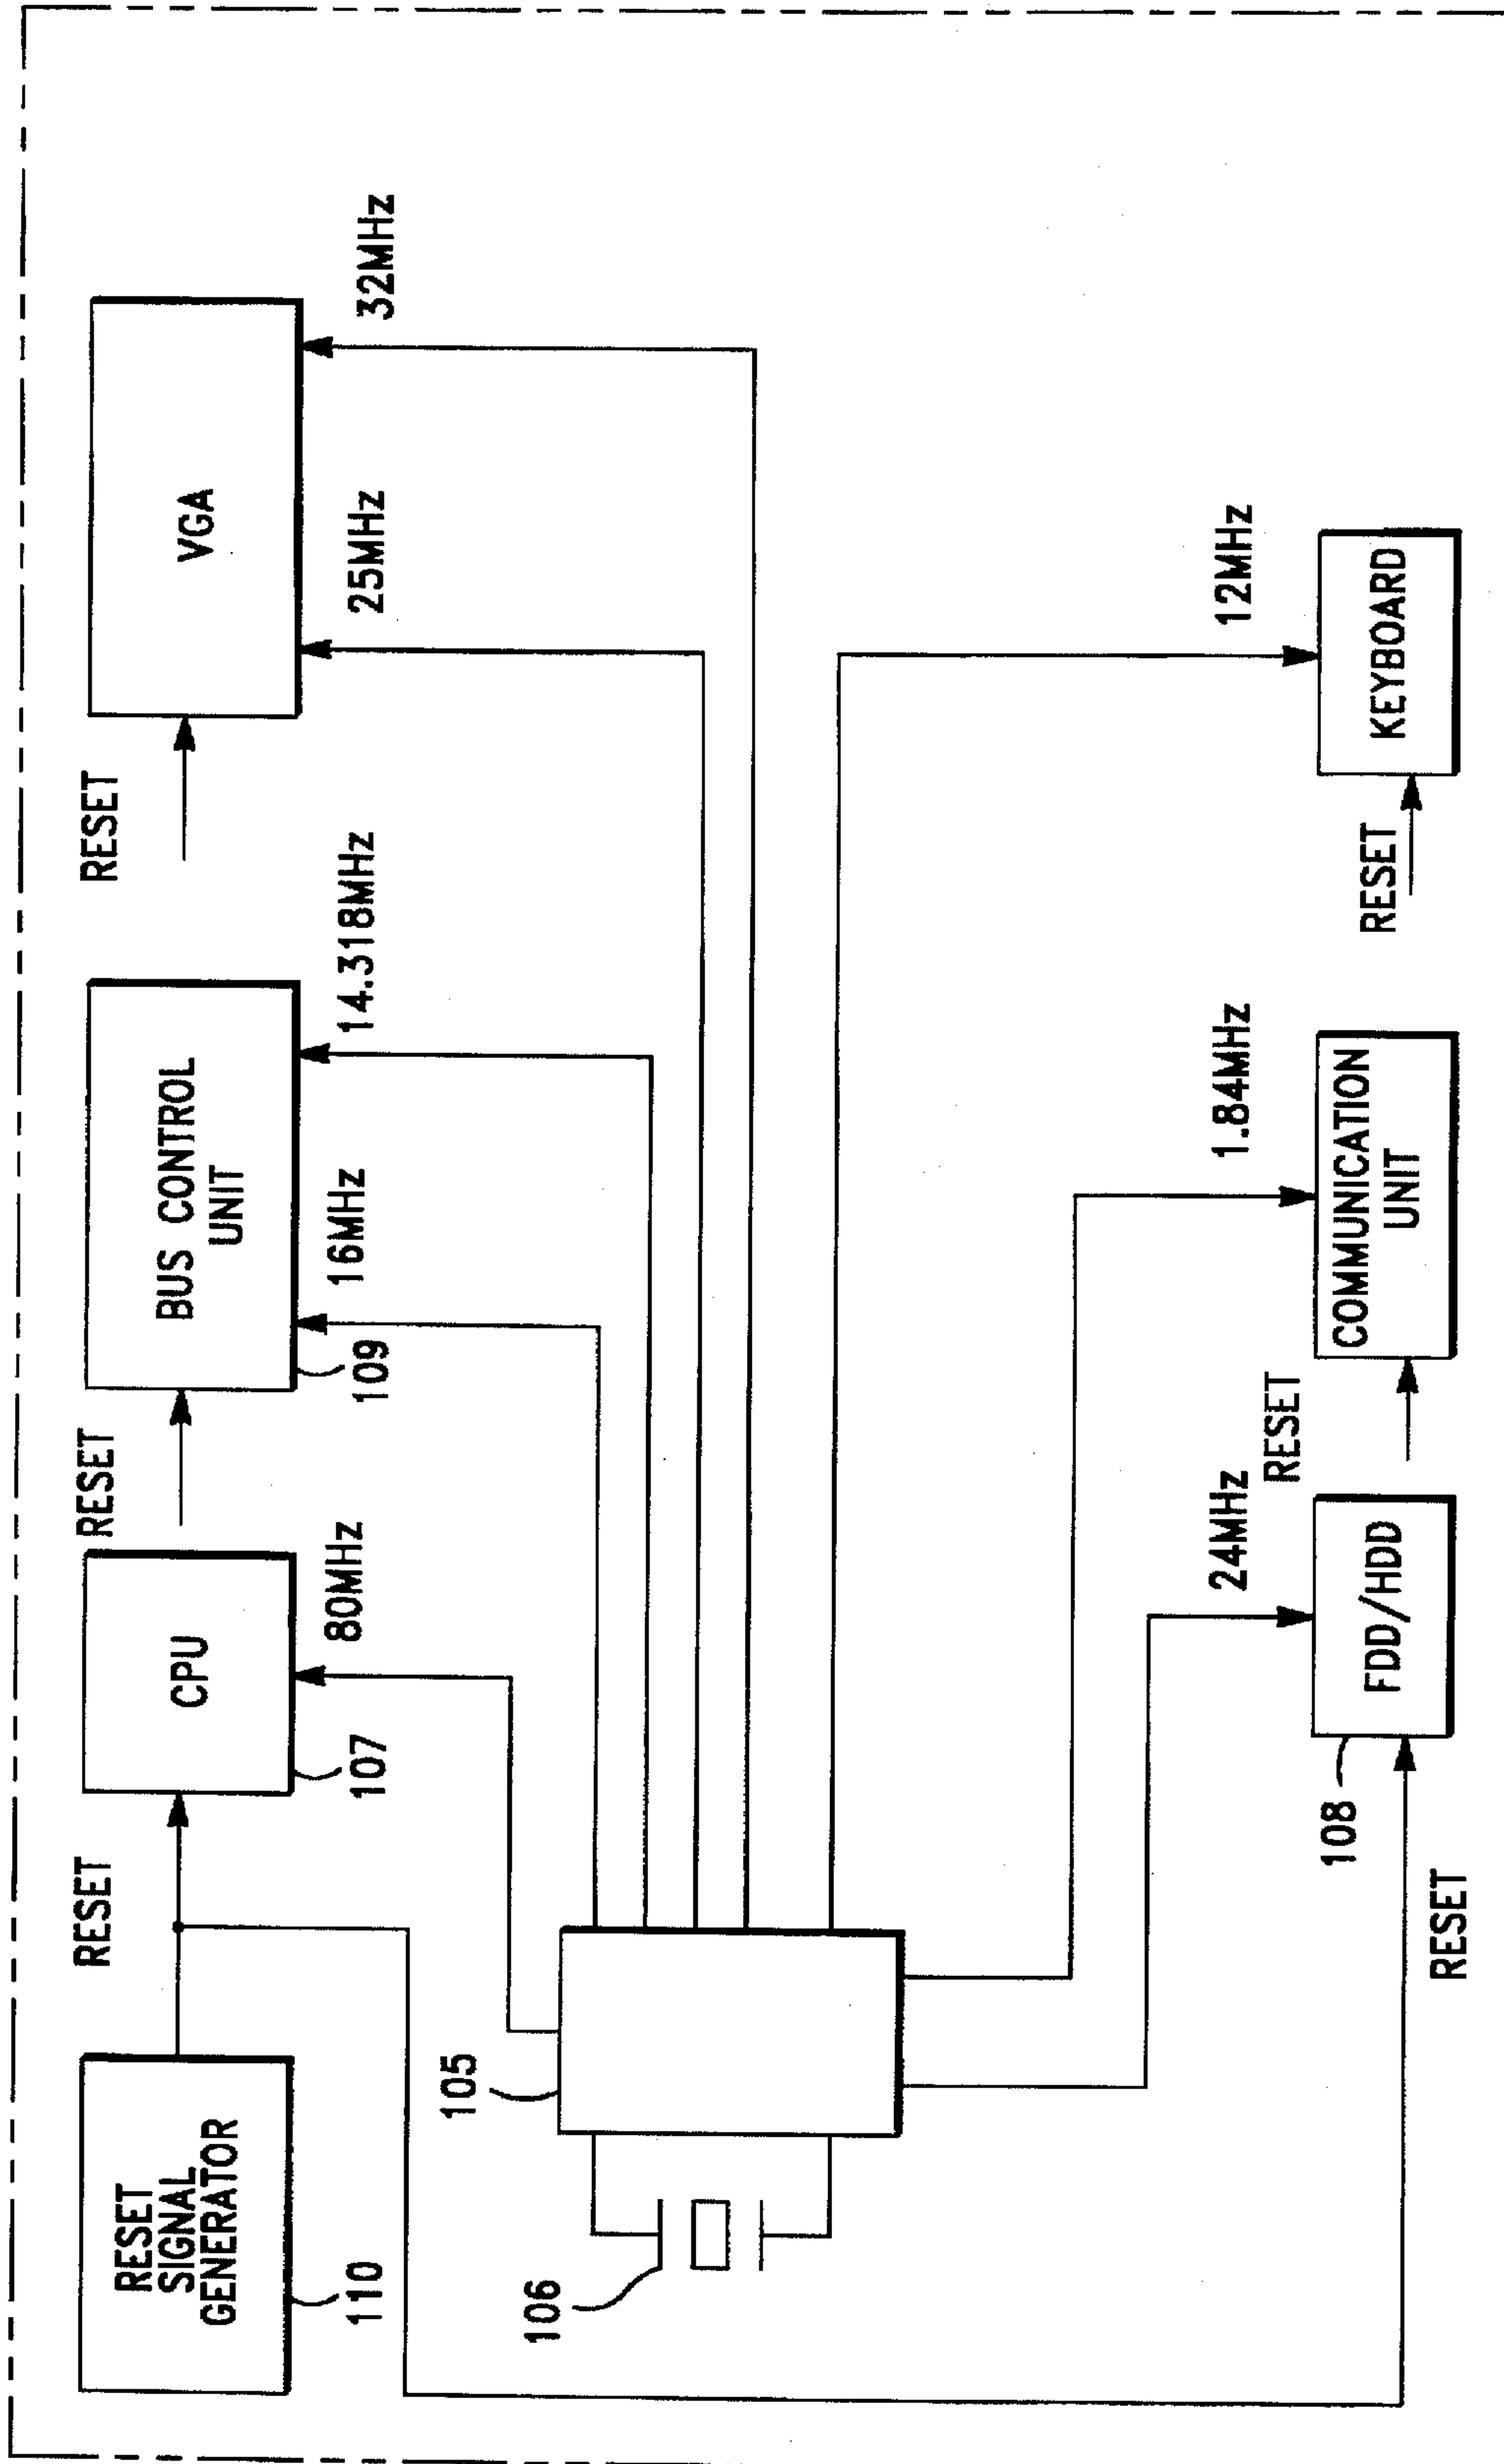 RESET
SIGNAL
GENERATOR
110
RESET
CPU
107
80MHz
RESET
BUS CONTROL
UNIT
109
16MHz
14.318MHz
RESET
VGA
25MHz
32MHz
105
106
108
RESET
FDD/HDD
24MHz
RESET
COMMUNICATION
UNIT
1.84MHz
RESET
KEYBOARD
12MHz